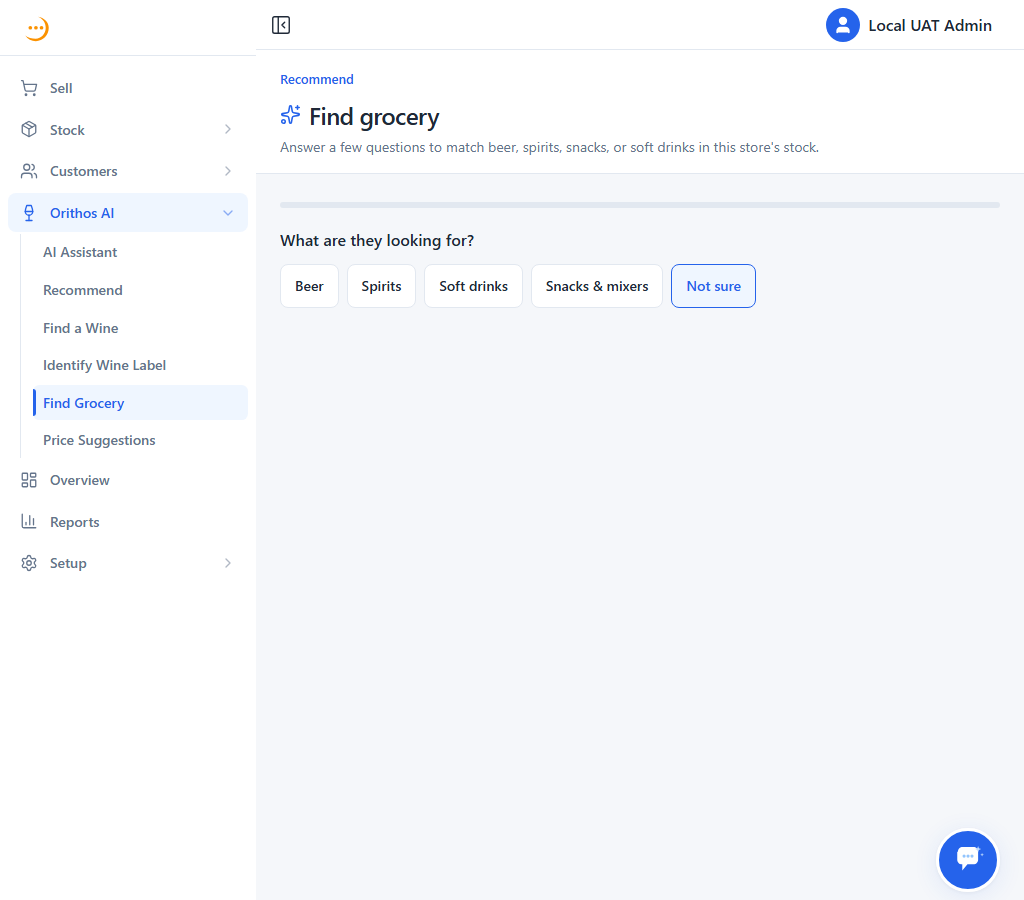 Local UAT Admin
Sell
Stock
Customers
Orithos AI
AI Assistant
Recommend
Find a Wine
Identify Wine Label
Find Grocery
Price Suggestions
Overview
Reports
Setup
Recommend
Find grocery
Answer a few questions to match beer, spirits, snacks, or soft drinks in this store's stock.
What are they looking for?
Beer Spirits Soft drinks Snacks & mixers Not sure